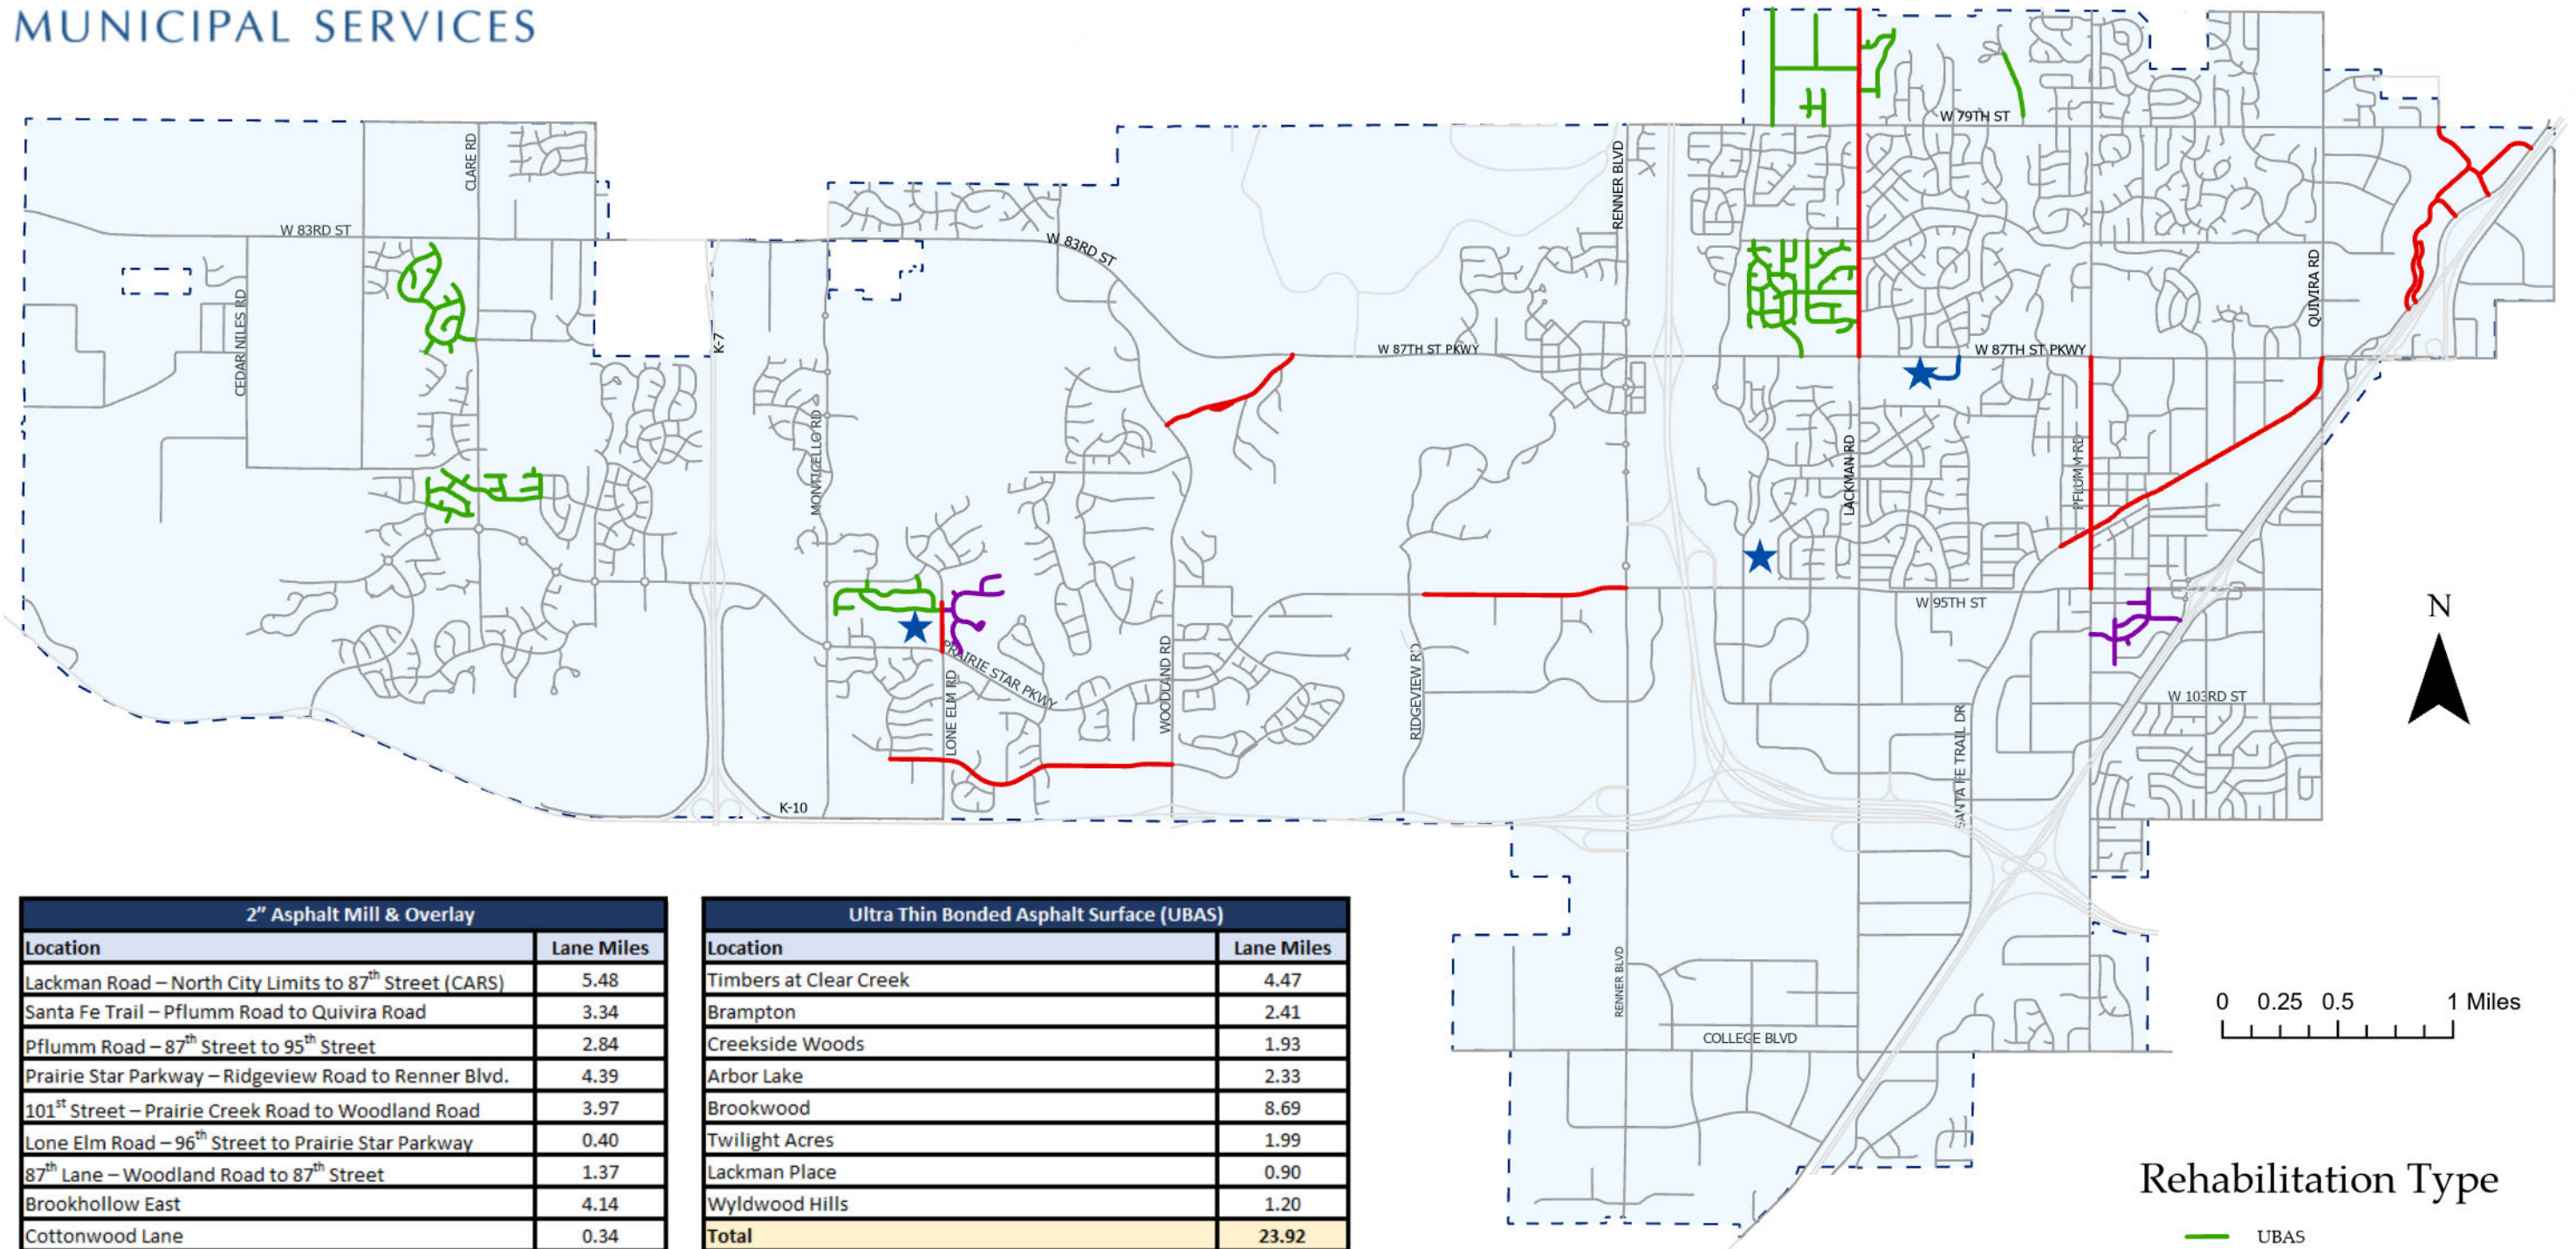 MUNICIPAL SERVICES
W 79TH ST
CLARE RD
RENNER BLVD
W 83RD ST
W 83RD ST
QUIVIRA RD
CEDAR NILES RD
K-7
W 87TH ST PKWY
W 87TH ST PKWY
MONTICELLO RD
LACKMAN RD
PFLUMM RD
W 95TH ST
N
PRAIRIE STAR PKWY
LONE ELM RD
WOODLAND RD
RIDGEVIEW RD
W 103RD ST
SANTA FE TRAIL DR
K-10
2” Asphalt Mill & Overlay
Location Lane Miles
Lackman Road – North City Limits to 87th Street (CARS) 5.48
Santa Fe Trail – Pflumm Road to Quivira Road 3.34
Pflumm Road – 87th Street to 95th Street 2.84
Prairie Star Parkway – Ridgeview Road to Renner Blvd. 4.39
101st Street – Prairie Creek Road to Woodland Road 3.97
Lone Elm Road – 96th Street to Prairie Star Parkway 0.40
87th Lane – Woodland Road to 87th Street 1.37
Brookhollow East 4.14
Cottonwood Lane 0.34
Ultra Thin Bonded Asphalt Surface (UBAS)
Location Lane Miles
Timbers at Clear Creek 4.47
Brampton 2.41
Creekside Woods 1.93
Arbor Lake 2.33
Brookwood 8.69
Twilight Acres 1.99
Lackman Place 0.90
Wyldwood Hills 1.20
Total 23.92
RENNER BLVD
COLLEGE BLVD
0 0.25 0.5 1 Miles
Rehabilitation Type
UBAS